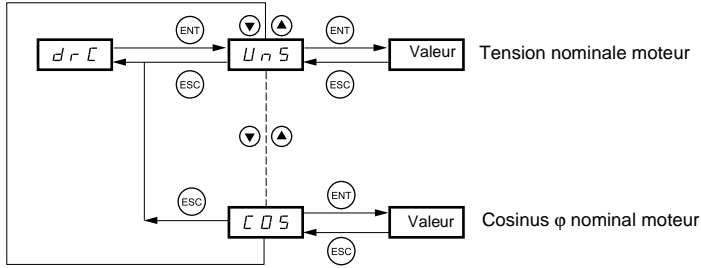 ENT
ENT
drC
UnS
Valeur
Tension nominale moteur
ESC
ESC
ESC
ENT
COS
Valeur
Cosinus φ nominal moteur
ESC